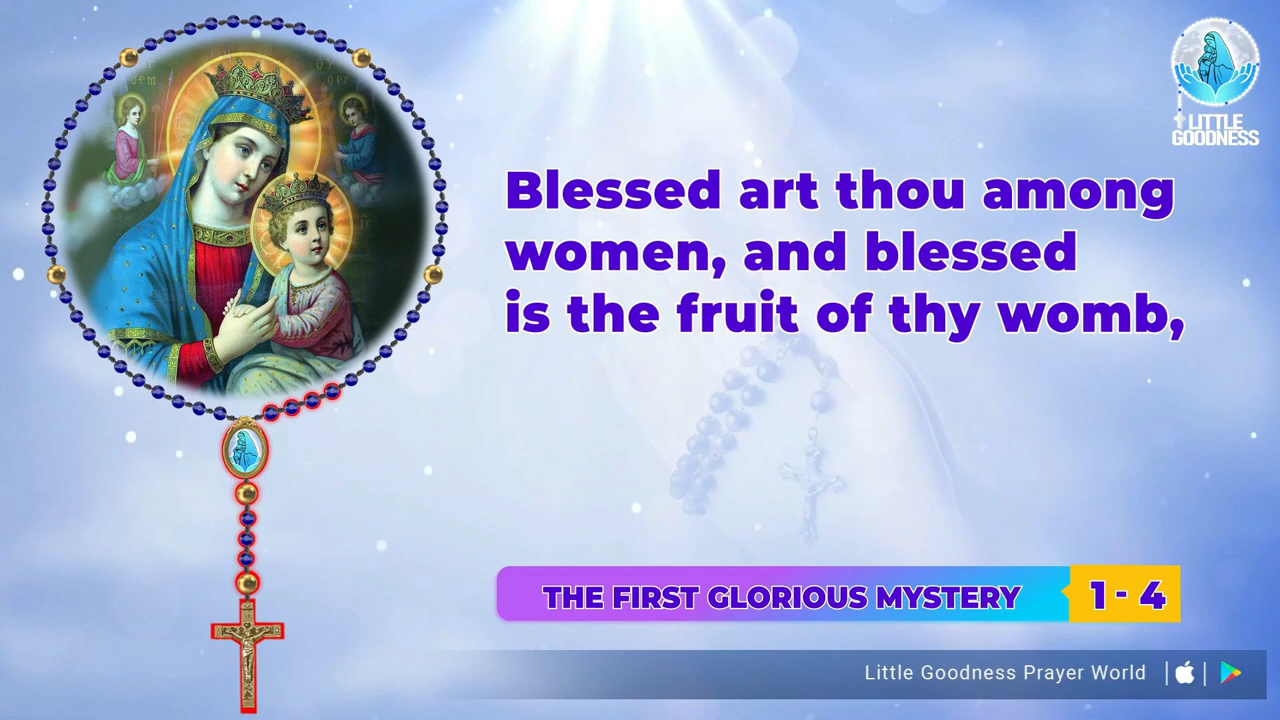 LITTLE
GOODNESS
Blessed art thou among
women, and blessed
is the fruit of thy womb,
THE FIRST GLORIOUS MYSTERY
1 - 4
Little Goodness Prayer World